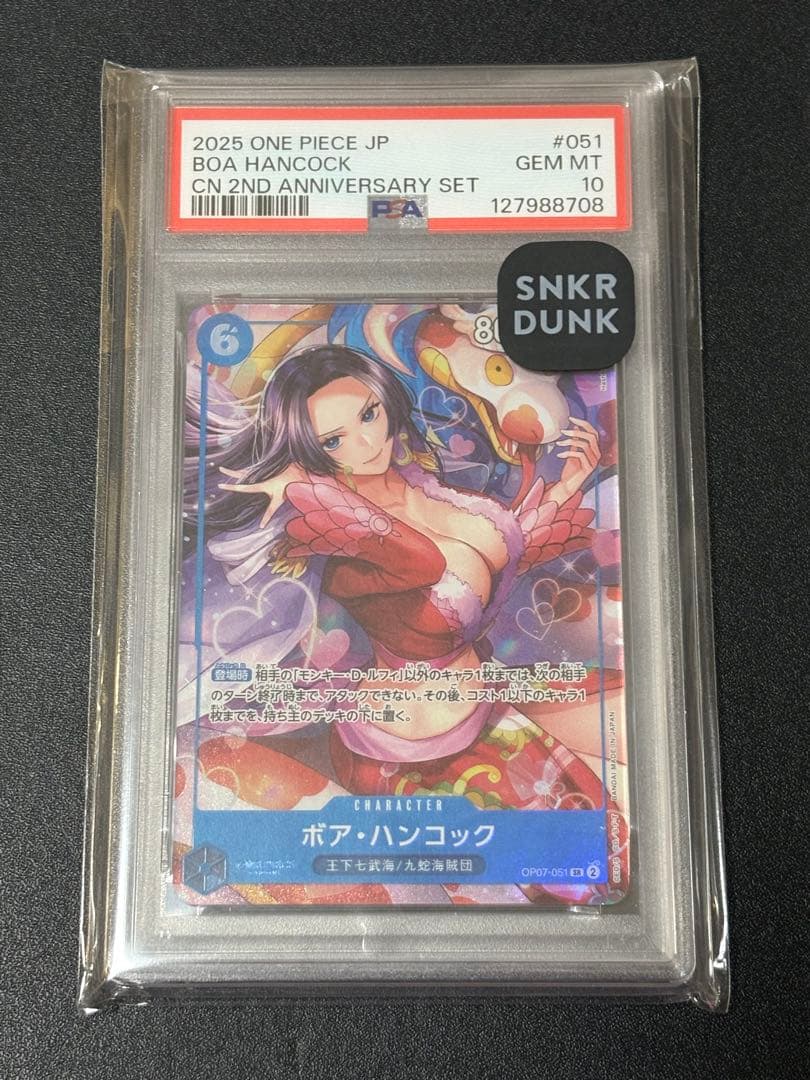 2025 ONE PIECE JP #051
BOA HANCOCK GEM MT
CN 2ND ANNIVERSARY SET 10
PSA 127988708
SNKR
DUNK
6
登場時 相手の「モンキー・D・ルフィ」以外のキャラ1枚までは、次の相手
のターン終了時まで、アタックできない。その後、コスト1以下のキャラ1
枚までを、持ち主のデッキの下に置く。
BANDAI MADE IN JAPAN
CHARACTER
ボア・ハンコック
王下七武海/九蛇海賊団
OP07-051 SR 2